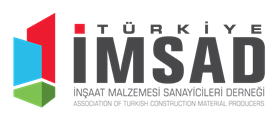 TÜRKİYE
İMSAD
İNŞAAT MALZEMESİ SANAYİCİLERİ DERNEĞİ
ASSOCIATION OF TURKISH CONSTRUCTION MATERIAL PRODUCERS